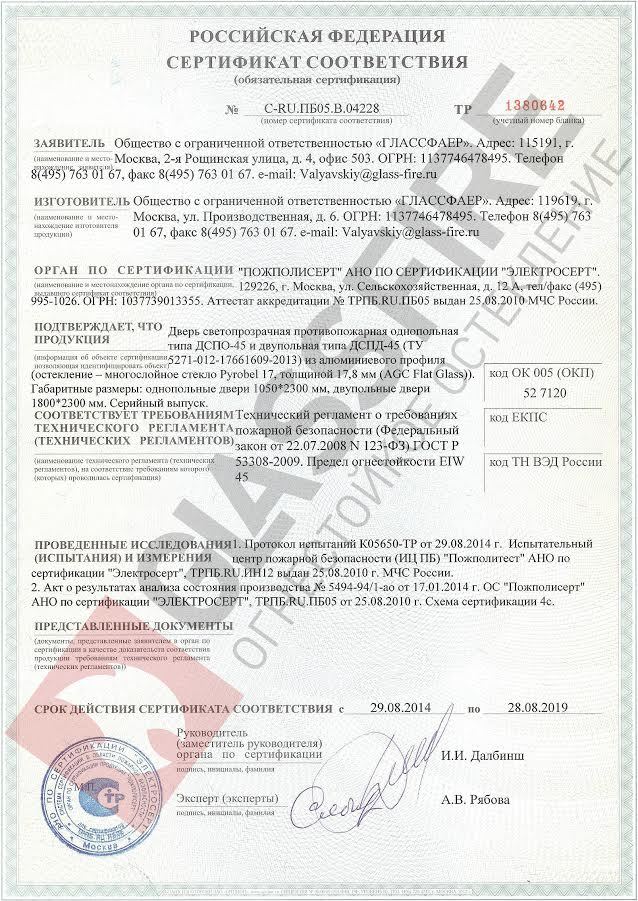 РОССИЙСКАЯ ФЕДЕРАЦИЯ
СЕРТИФИКАТ СООТВЕТСТВИЯ
(обязательная сертификация)
№ C-RU.ПБ05.В.04228 ТР 1380642
(номер сертификата соответствия) (учетный номер бланка)
ЗАЯВИТЕЛЬ Общество с ограниченной ответственностью «ГЛАССФАЕР». Адрес: 115191, г.
(наименование и место- Москва, 2-я Рощинская улица, д. 4, офис 503. ОГРН: 1137746478495. Телефон
нахождение заявителя) 8(495) 763 01 67, факс 8(495) 763 01 67. e-mail: Valyavskiy@glass-fire.ru
ИЗГОТОВИТЕЛЬ Общество с ограниченной ответственностью «ГЛАССФАЕР». Адрес: 119619, г.
(наименование и место- Москва, ул. Производственная, д. 6. ОГРН: 1137746478495. Телефон 8(495) 763
нахождение изготовителя 01 67, факс 8(495) 763 01 67. e-mail: Valyavskiy@glass-fire.ru
продукции)
ОРГАН ПО СЕРТИФИКАЦИИ "ПОЖПОЛИСЕРТ" АНО ПО СЕРТИФИКАЦИИ "ЭЛЕКТРОСЕРТ".
(наименование и местонахождение органа по сертификации, 129226, г. Москва, ул. Сельскохозяйственная, д. 12 А, тел/факс (495)
выдавшего сертификат соответствия) 995-1026. ОГРН: 1037739013355. Аттестат аккредитации № ТРПБ.RU.ПБ05 выдан 25.08.2010 МЧС России.
ПОДТВЕРЖДАЕТ, ЧТО
ПРОДУКЦИЯ
Дверь светопрозрачная противопожарная однопольная
типа ДСПО-45 и двупольная типа ДСПД-45 (ТУ
(информация об объекте сертификации, 5271-012-17661609-2013) из алюминиевого профиля
позволяющая идентифицировать объект)
(остекление – многослойное стекло Pyrobel 17, толщиной 17,8 мм (AGC Flat Glass)).
Габаритные размеры: однопольные двери 1050*2300 мм, двупольные двери
1800*2300 мм. Серийный выпуск.
код ОК 005 (ОКП)
52 7120
СООТВЕТСТВУЕТ ТРЕБОВАНИЯМ
ТЕХНИЧЕСКОГО РЕГЛАМЕНТА
(ТЕХНИЧЕСКИХ РЕГЛАМЕНТОВ)
(наименование технического регламента (технических
регламентов), на соответствие требованиям которого
(которых) проводилась сертификация)
Технический регламент о требованиях
пожарной безопасности (Федеральный
закон от 22.07.2008 N 123-ФЗ) ГОСТ Р
53308-2009. Предел огнестойкости EIW
45
код ЕКПС
код ТН ВЭД России
ПРОВЕДЕННЫЕ ИССЛЕДОВАНИЯ 1. Протокол испытаний К05650-ТР от 29.08.2014 г. Испытательный
(ИСПЫТАНИЯ) И ИЗМЕРЕНИЯ центр пожарной безопасности (ИЦ ПБ) "Пожполитест" АНО по
сертификации "Электросерт", ТРПБ.RU.ИН12 выдан 25.08.2010 г. МЧС России.
2. Акт о результатах анализа состояния производства № 5494-94/1-ао от 17.01.2014 г. ОС "Пожполисерт"
АНО по сертификации "ЭЛЕКТРОСЕРТ", ТРПБ.RU.ПБ05 от 25.08.2010 г. Схема сертификации 4с.
ПРЕДСТАВЛЕННЫЕ ДОКУМЕНТЫ
(документы, представленные заявителем в орган по
сертификации в качестве доказательств соответствия
продукции требованиям технического регламента
(технических регламентов))
СРОК ДЕЙСТВИЯ СЕРТИФИКАТА СООТВЕТСТВИЯ с 29.08.2014 по 28.08.2019
Руководитель
(заместитель руководителя)
органа по сертификации
подпись, инициалы, фамилия
И.И. Далбинш
М.П.
Эксперт (эксперты)
подпись, инициалы, фамилия
А.В. Рябова
АНО ПО СЕРТИФИКАЦИИ "ЭЛЕКТРОСЕРТ"
ТР
для сертификатов
ТРПБ.RU.ПБ05
Москва
GLASSFIRE
ОГНЕСТОЙКОЕ ОСТЕКЛЕНИЕ